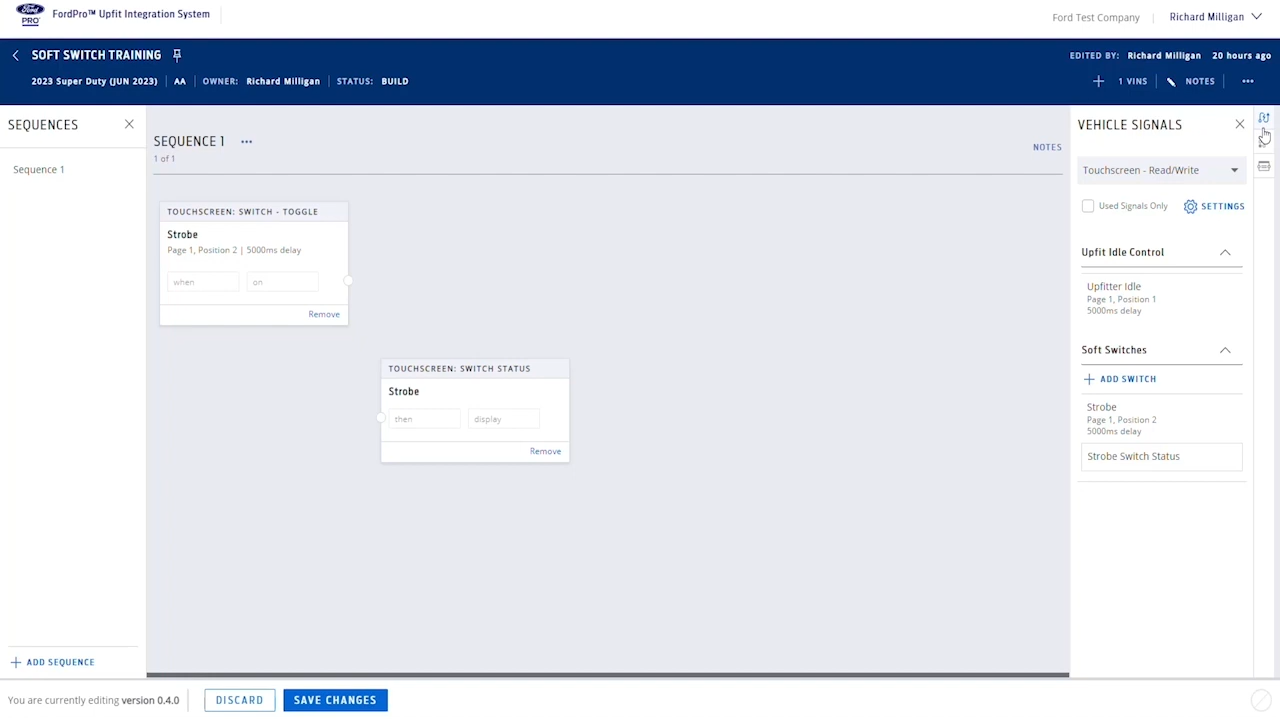 Ford
PRO
FordPro™ Upfit Integration System
Ford Test Company
Richard Milligan
SOFT SWITCH TRAINING
EDITED BY: Richard Milligan 20 hours ago
2023 Super Duty (JUN 2023) AA OWNER: Richard Milligan STATUS: BUILD
1 VINS NOTES
SEQUENCES
Sequence 1
ADD SEQUENCE
SEQUENCE 1
1 of 1
NOTES
TOUCHSCREEN: SWITCH - TOGGLE
Strobe
Page 1, Position 2 | 5000ms delay
when on
Remove
TOUCHSCREEN: SWITCH STATUS
Strobe
then display
Remove
VEHICLE SIGNALS
Touchscreen - Read/Write
Used Signals Only SETTINGS
Upfit Idle Control
Upfitter Idle
Page 1, Position 1
5000ms delay
Soft Switches
ADD SWITCH
Strobe
Page 1, Position 2
5000ms delay
Strobe Switch Status
You are currently editing version 0.4.0
DISCARD
SAVE CHANGES